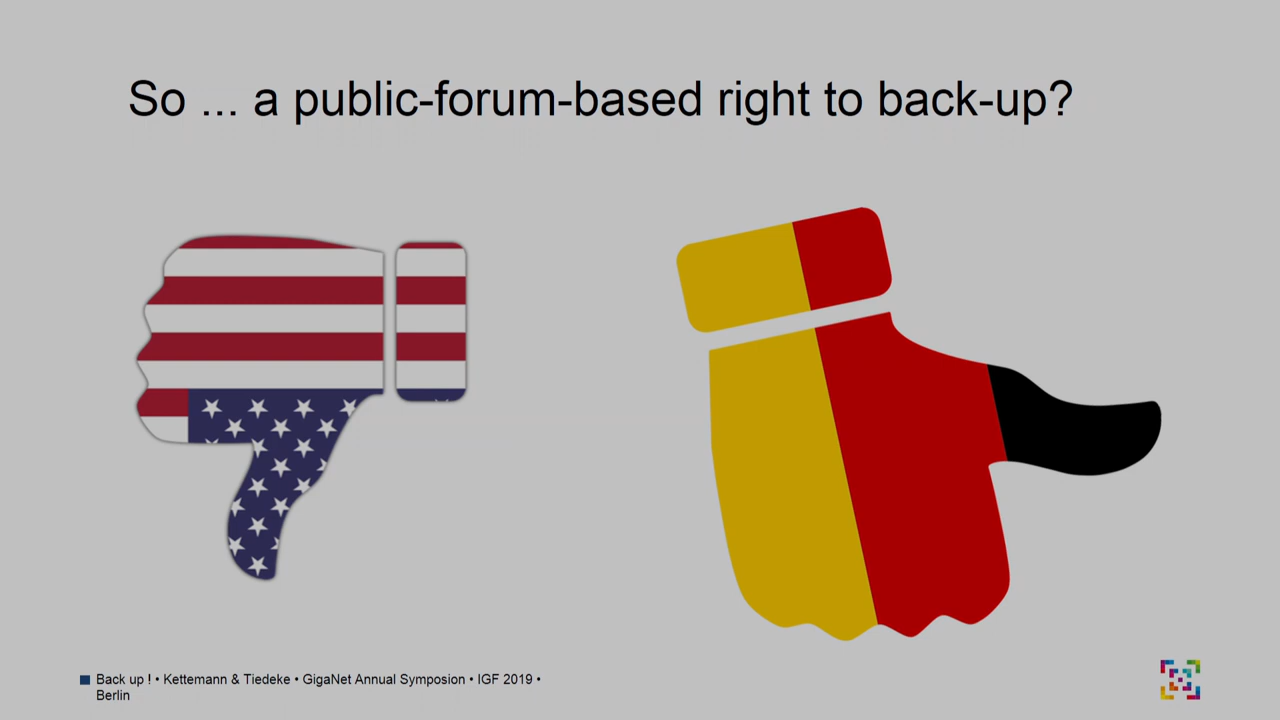 So ... a public-forum-based right to back-up?
Back up ! • Kettemann & Tiedeke • GigaNet Annual Symposion • IGF 2019 •
Berlin